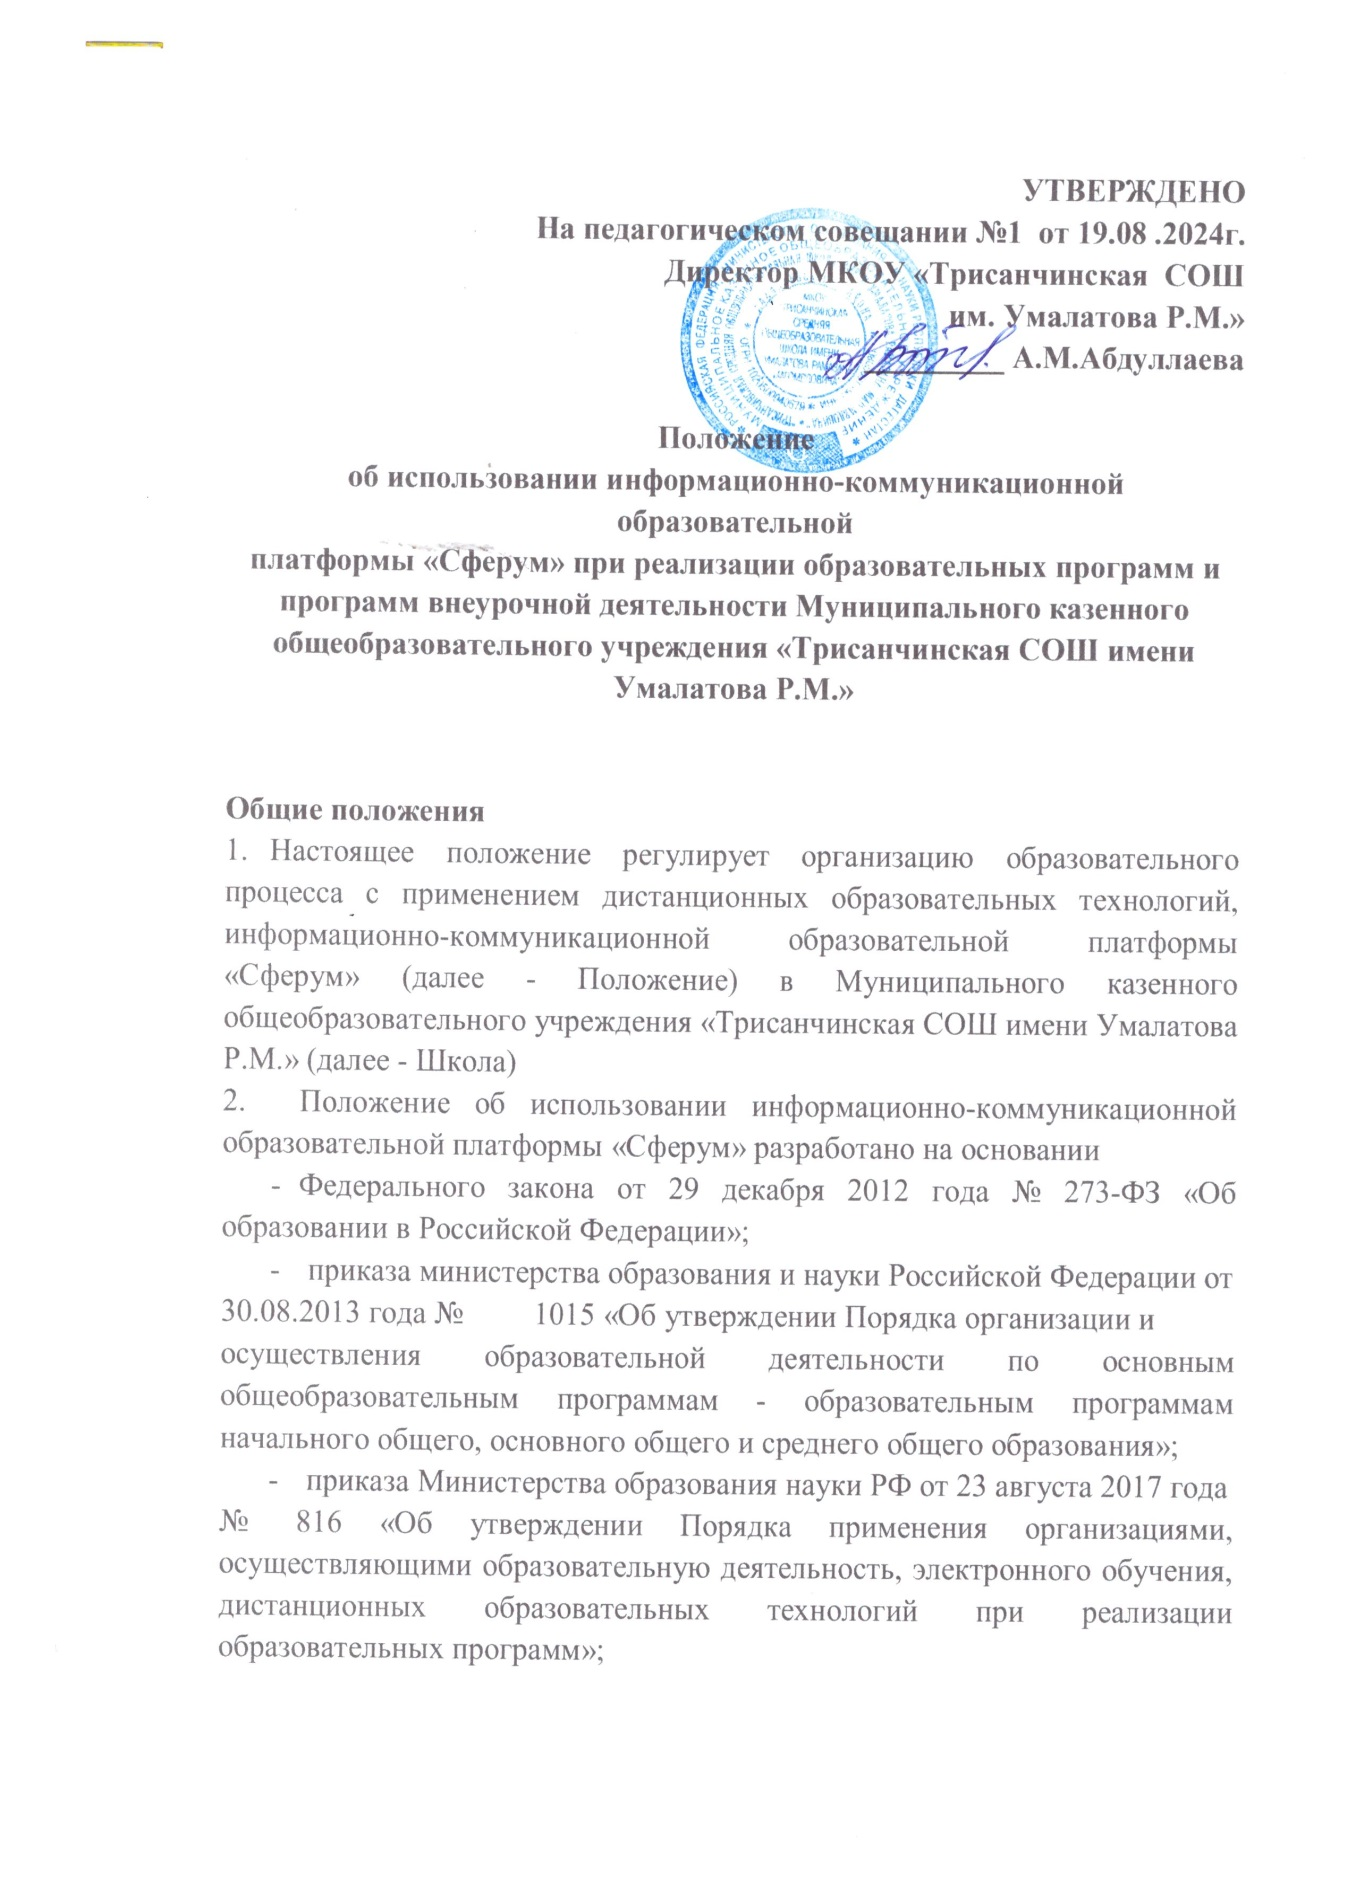 УТВЕРЖДЕНО
На педагогическом совещании №1 от 19.08 .2024г.
Директор МКОУ «Трисанчинская СОШ
им. Умалатова Р.М.»
А.М.Абдуллаева
Положение
об использовании информационно-коммуникационной
образовательной
платформы «Сферум» при реализации образовательных программ и
программ внеурочной деятельности Муниципального казенного
общеобразовательного учреждения «Трисанчинская СОШ имени
Умалатова Р.М.»
Общие положения
1. Настоящее положение регулирует организацию образовательного
процесса с применением дистанционных образовательных технологий,
информационно-коммуникационной образовательной платформы
«Сферум» (далее - Положение) в Муниципального казенного
общеобразовательного учреждения «Трисанчинская СОШ имени Умалатова
Р.М.» (далее - Школа)
2. Положение об использовании информационно-коммуникационной
образовательной платформы «Сферум» разработано на основании
- Федерального закона от 29 декабря 2012 года № 273-ФЗ «Об
образовании в Российской Федерации»;
- приказа министерства образования и науки Российской Федерации от
30.08.2013 года № 1015 «Об утверждении Порядка организации и
осуществления образовательной деятельности по основным
общеобразовательным программам - образовательным программам
начального общего, основного общего и среднего общего образования»;
- приказа Министерства образования науки РФ от 23 августа 2017 года
№ 816 «Об утверждении Порядка применения организациями,
осуществляющими образовательную деятельность, электронного обучения,
дистанционных образовательных технологий при реализации
образовательных программ»;